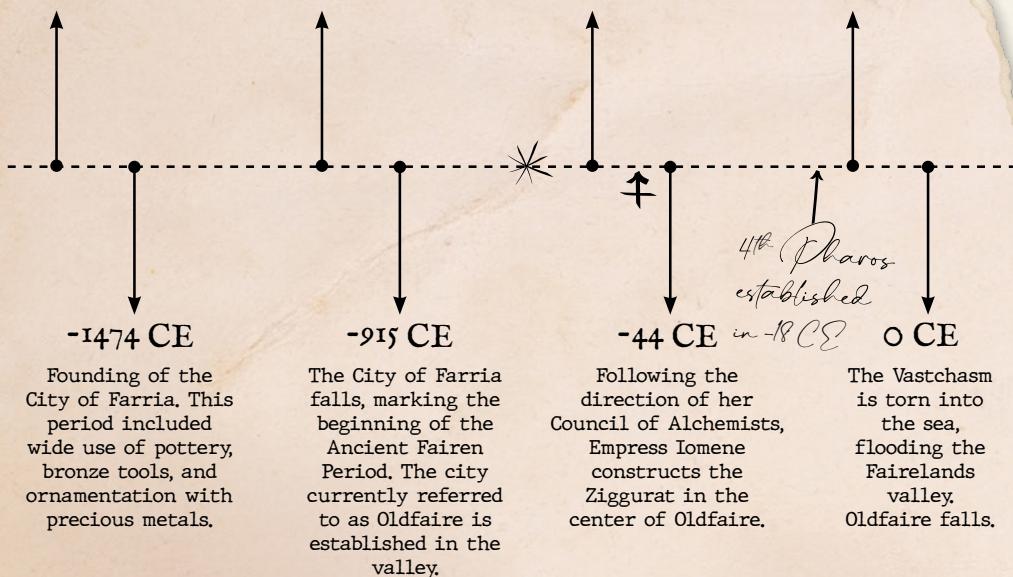 -1474 CE
Founding of the
City of Farria. This
period included
wide use of pottery,
bronze tools, and
ornamentation with
precious metals.
-915 CE
The City of Farria
falls, marking the
beginning of the
Ancient Fairen
Period. The city
currently referred
to as Oldfaire is
established in the
valley.
-44 CE
Following the
direction of her
Council of Alchemists,
Empress Iomene
constructs the
Ziggurat in the
center of Oldfaire.
4th Pharos
established
in -18 CE
0 CE
The Vastchasm
is torn into
the sea,
flooding the
Fairelands
valley.
Oldfaire falls.